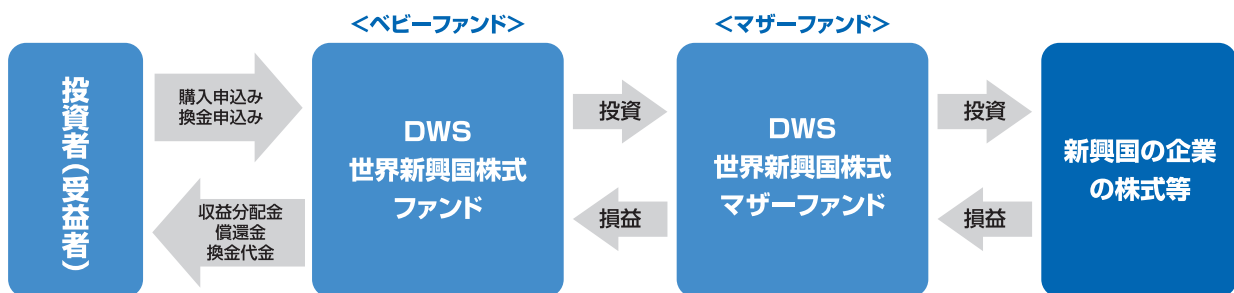 <ベビーファンド>
<マザーファンド>
投資者(受益者)
購入申込み
換金申込み
収益分配金
償還金
換金代金
DWS
世界新興国株式
ファンド
投資
損益
DWS
世界新興国株式
マザーファンド
投資
損益
新興国の企業
の株式等